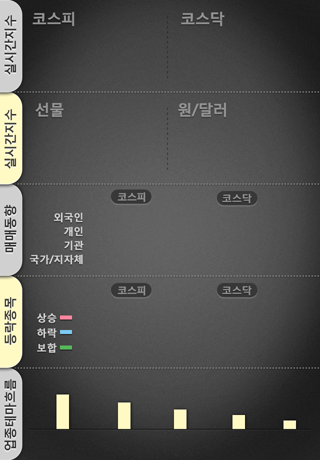 실시간지수
코스피
코스닥
실시간지수
선물
원/달러
매매동향
코스피
코스닥
외국인
개인
기관
국가/지자체
등락종목
코스피
코스닥
상승
하락
보합
업종테마흐름